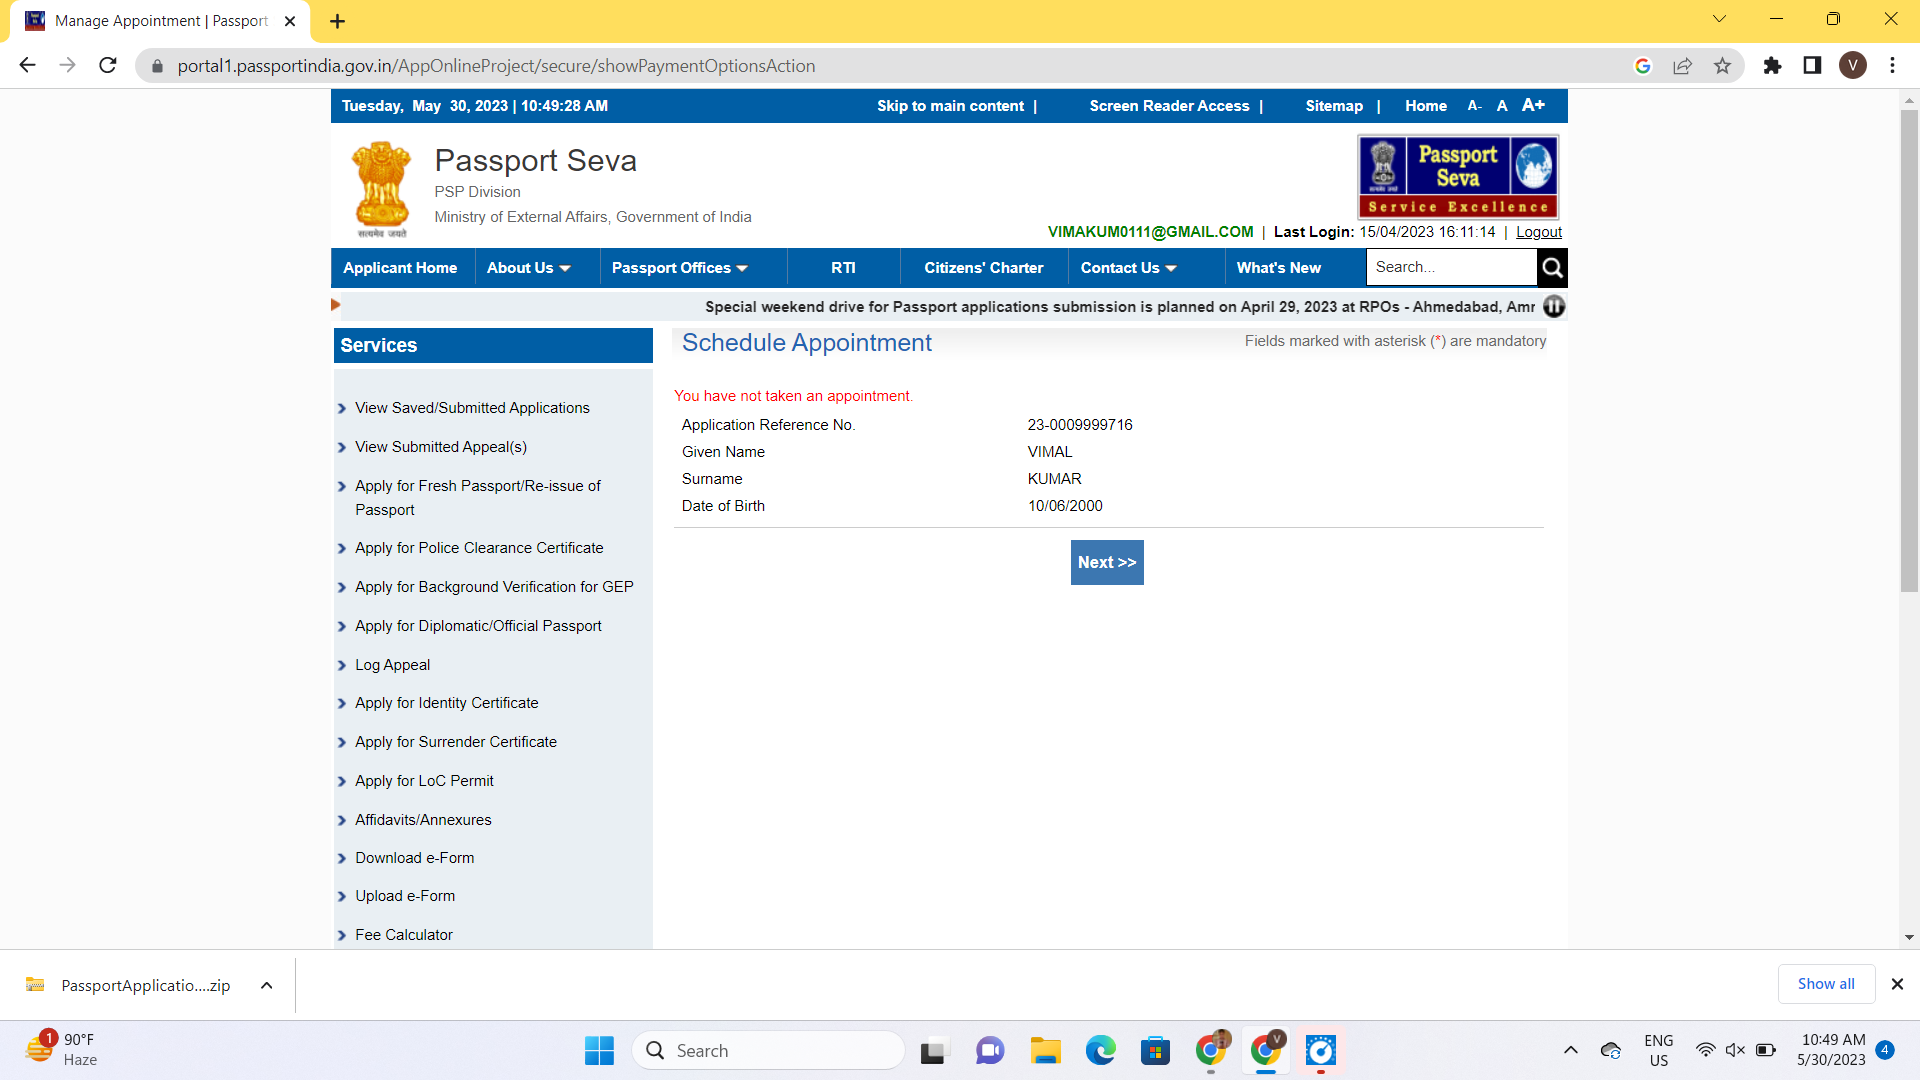 Manage Appointment | Passport
portal1.passportindia.gov.in/AppOnlineProject/secure/showPaymentOptionsAction
V
Tuesday, May 30, 2023 | 10:49:28 AM
Skip to main content | Screen Reader Access | Sitemap | Home A- A A+
Passport Seva
PSP Division
Ministry of External Affairs, Government of India
सत्यमेव जयते
Passport
Seva
Service Excellence
VIMAKUM0111@GMAIL.COM | Last Login: 15/04/2023 16:11:14 | Logout
Applicant Home About Us Passport Offices RTI Citizens' Charter Contact Us What's New Search...
Special weekend drive for Passport applications submission is planned on April 29, 2023 at RPOs - Ahmedabad, Amr
Services
View Saved/Submitted Applications
View Submitted Appeal(s)
Apply for Fresh Passport/Re-issue of
Passport
Apply for Police Clearance Certificate
Apply for Background Verification for GEP
Apply for Diplomatic/Official Passport
Log Appeal
Apply for Identity Certificate
Apply for Surrender Certificate
Apply for LoC Permit
Affidavits/Annexures
Download e-Form
Upload e-Form
Fee Calculator
Schedule Appointment
Fields marked with asterisk (*) are mandatory
You have not taken an appointment.
Application Reference No. 23-0009999716
Given Name VIMAL
Surname KUMAR
Date of Birth 10/06/2000
Next >>
PassportApplicatio....zip
Show all
1
90°F
Haze
Search
V
ENG
US
10:49 AM
5/30/2023
4